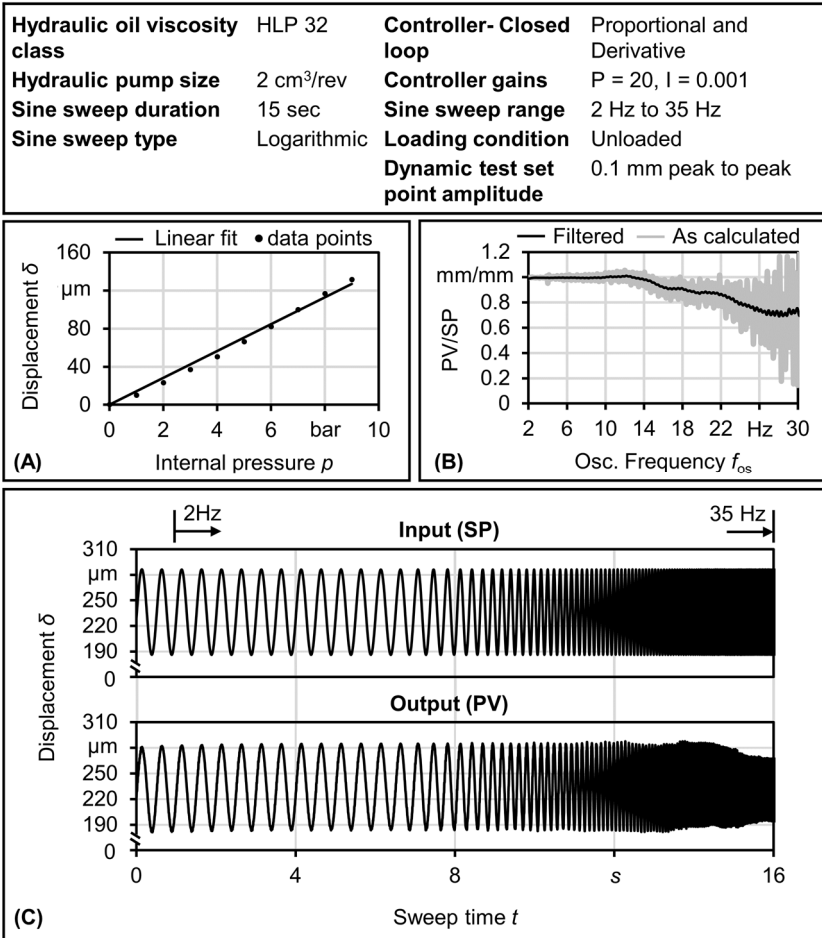 Hydraulic oil viscosity class HLP 32
Hydraulic pump size 2 cm³/rev
Sine sweep duration 15 sec
Sine sweep type Logarithmic
Controller- Closed loop Proportional and Derivative
Controller gains P = 20, I = 0.001
Sine sweep range 2 Hz to 35 Hz
Loading condition Unloaded
Dynamic test set point amplitude 0.1 mm peak to peak
Linear fit data points
160
μm
80
40
0
Displacement δ
0 2 4 6 bar 10
Internal pressure p
(A)
Filtered As calculated
1.2
mm/mm
0.8
0.6
0.4
0.2
0
PV/SP
2 6 10 14 18 22 Hz 30
Osc. Frequency fos
(B)
2Hz
35 Hz
Input (SP)
310
μm
250
220
190
0
Displacement δ
Output (PV)
310
μm
250
220
190
0
0 4 8 s 16
Sweep time t
(C)